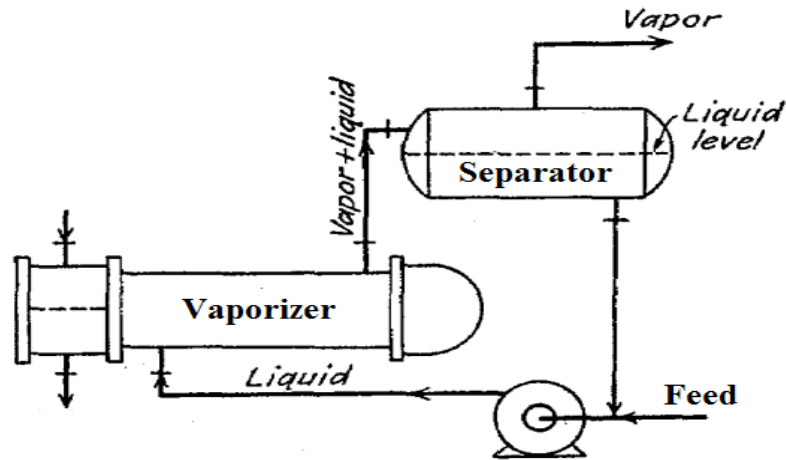 Vapor
Vapor+liquid
Liquid
level
Separator
Vaporizer
Liquid
Feed